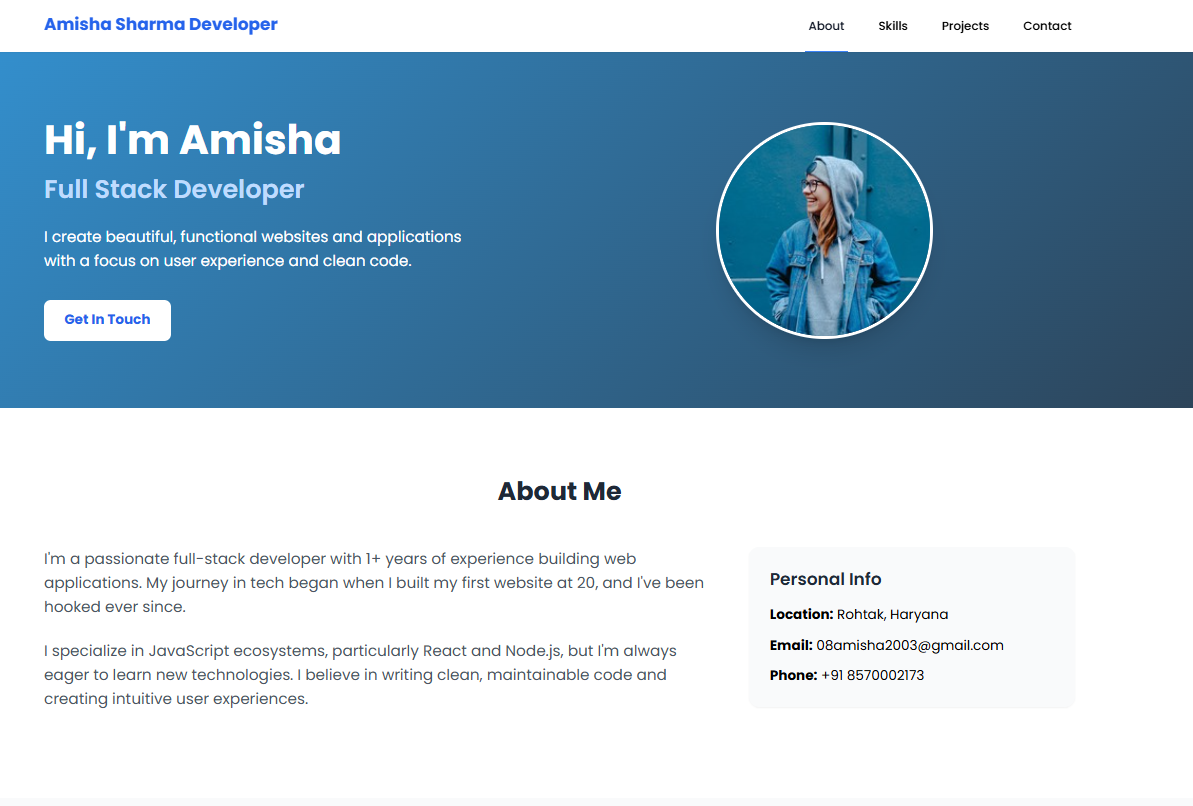 Amisha Sharma Developer
About
Skills
Projects
Contact
Hi, I'm Amisha
Full Stack Developer
I create beautiful, functional websites and applications
with a focus on user experience and clean code.
Get In Touch
About Me
I'm a passionate full-stack developer with 1+ years of experience building web
applications. My journey in tech began when I built my first website at 20, and I've been
hooked ever since.
I specialize in JavaScript ecosystems, particularly React and Node.js, but I'm always
eager to learn new technologies. I believe in writing clean, maintainable code and
creating intuitive user experiences.
Personal Info
Location: Rohtak, Haryana
Email: 08amisha2003@gmail.com
Phone: +91 8570002173